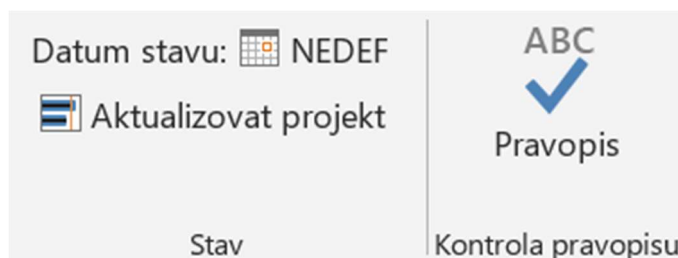 Datum stavu: NEDEF
Aktualizovat projekt
Stav
ABC
Pravopis
Kontrola pravopisu